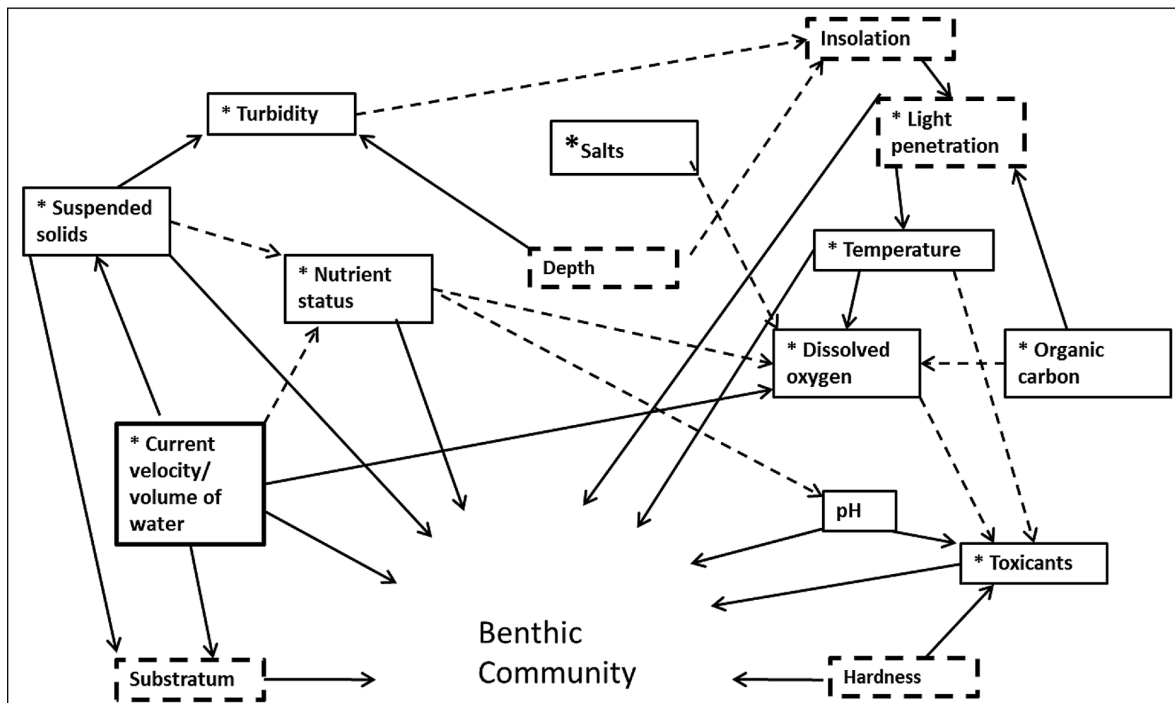 Insolation
* Turbidity
* Light
penetration
*Salts
* Suspended
solids
* Temperature
Depth
* Nutrient
status
* Dissolved
oxygen
* Organic
carbon
* Current
velocity/
volume of
water
pH
* Toxicants
Benthic
Community
Substratum
Hardness